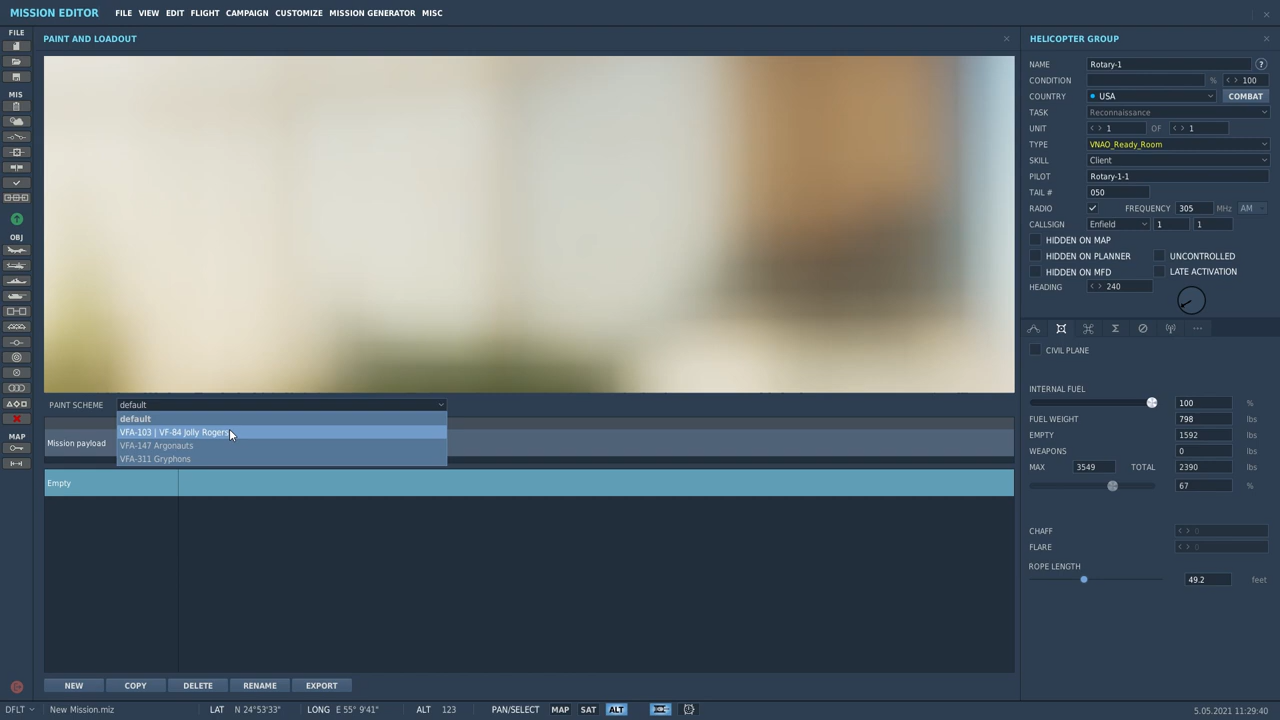 MISSION EDITOR FILE VIEW EDIT FLIGHT CAMPAIGN CUSTOMIZE MISSION GENERATOR MISC
FILE
MIS
OBJ
MAP
PAINT AND LOADOUT
PAINT SCHEME default
default
VFA-103 | VF-84 Jolly Rogers
VFA-147 Argonauts
VFA-311 Gryphons
Mission payload
Empty
NEW COPY DELETE RENAME EXPORT
HELICOPTER GROUP
NAME Rotary-1 ?
CONDITION % 100
COUNTRY USA COMBAT
TASK Reconnaissance
UNIT 1 OF 1
TYPE VNAO_Ready_Room
SKILL Client
PILOT Rotary-1-1
TAIL # 050
RADIO FREQUENCY 305 MHz AM
CALLSIGN Enfield 1 1
HIDDEN ON MAP
HIDDEN ON PLANNER UNCONTROLLED
HIDDEN ON MFD LATE ACTIVATION
HEADING 240
CIVIL PLANE
INTERNAL FUEL
100 %
FUEL WEIGHT 798 lbs
EMPTY 1592 lbs
WEAPONS 0 lbs
MAX 3549 TOTAL 2390 lbs
67 %
CHAFF 0
FLARE 0
ROPE LENGTH
49.2 feet
DFLT New Mission.miz LAT N 24°53'33" LONG E 55° 9'41" ALT 123 PAN/SELECT MAP SAT ALT 5.05.2021 11:29:40